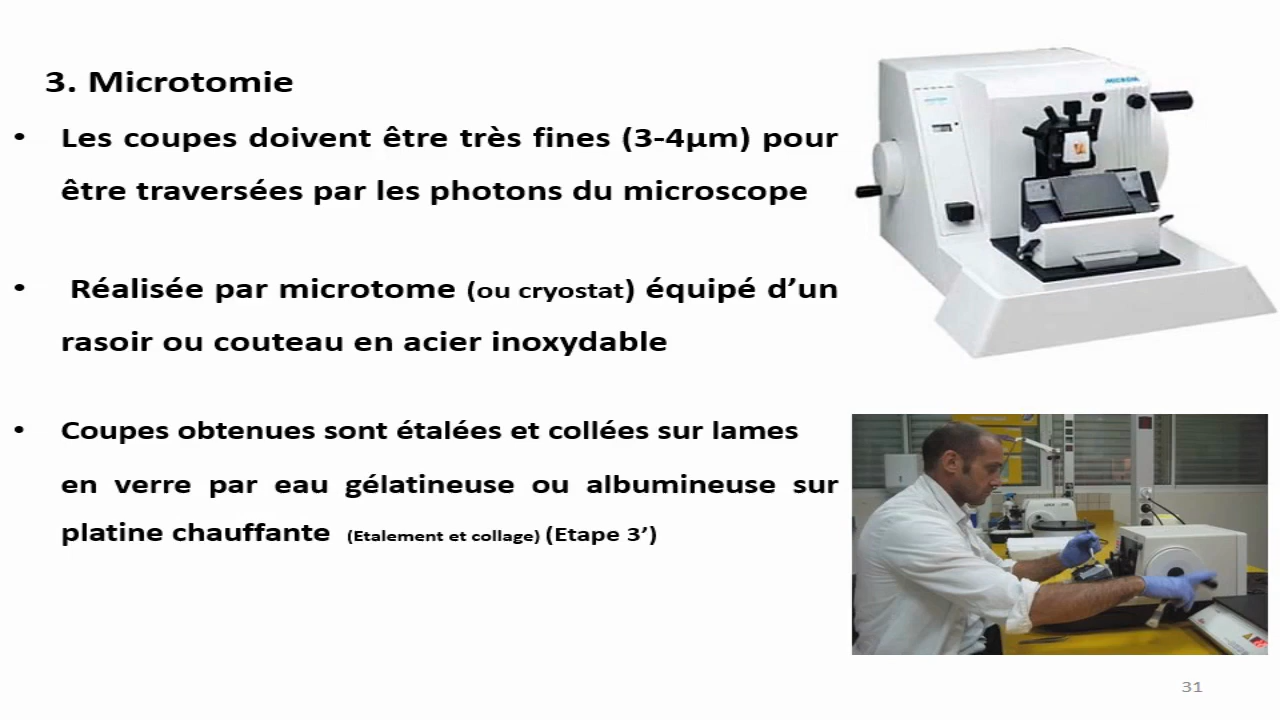 3. Microtomie
• Les coupes doivent être très fines (3-4µm) pour
être traversées par les photons du microscope
• Réalisée par microtome (ou cryostat) équipé d’un
rasoir ou couteau en acier inoxydable
• Coupes obtenues sont étalées et collées sur lames
en verre par eau gélatineuse ou albumineuse sur
platine chauffante (Etalement et collage) (Etape 3’)
MICROM
31